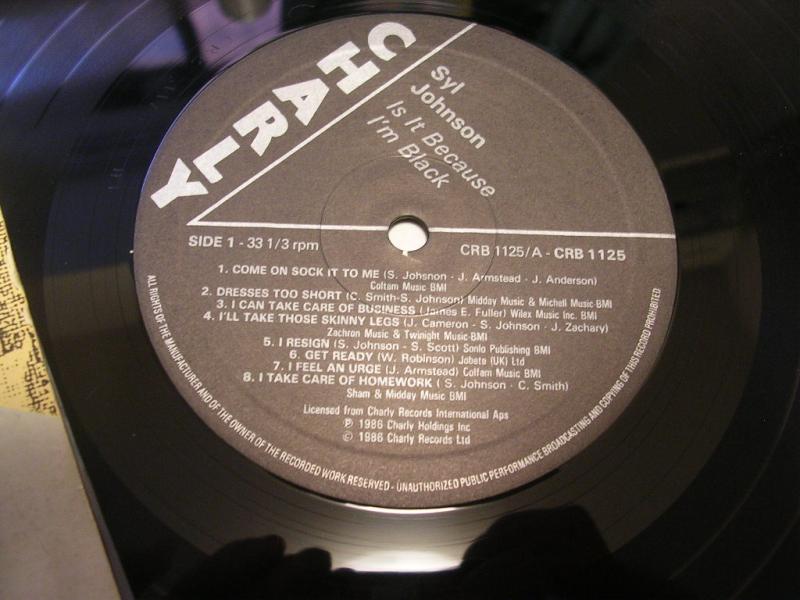 CHARLY
Syl
Johnson
Is It Because
I'm Black
SIDE 1 - 33 1/3 rpm
CRB 1125/A - CRB 1125
1. COME ON SOCK IT TO ME (S. Johsnon - J. Armstead - J. Anderson)
Coltam Music BMI
2. DRESSES TOO SHORT (C. Smith-S. Johnson) Midday Music & Michell Music-BMI
3. I CAN TAKE CARE OF BUSINESS (James E. Fuller) Wilex Music Inc. BMI
4. I'LL TAKE THOSE SKINNY LEGS (J. Cameron - S. Johnson - J. Zachary)
Zachron Music & Twinight Music-BMI
5. I RESIGN (S. Johnson - S. Scott) Sonlo Publishing BMI
6. GET READY (W. Robinson) Jobete (UK) Ltd
7. I FEEL AN URGE (J. Armstead) Colfam Music BMI
8. I TAKE CARE OF HOMEWORK ( S. Johnson - C. Smith)
Sham & Midday Music BMI
Licensed from Charly Records International Aps
℗ 1986 Charly Holdings Inc
© 1986 Charly Records Ltd
ALL RIGHTS OF THE MANUFACTURER AND OF THE OWNER OF THE RECORDED WORK RESERVED - UNAUTHORIZED PUBLIC PERFORMANCE BROADCASTING AND COPYING OF THIS RECORD PROHIBITED